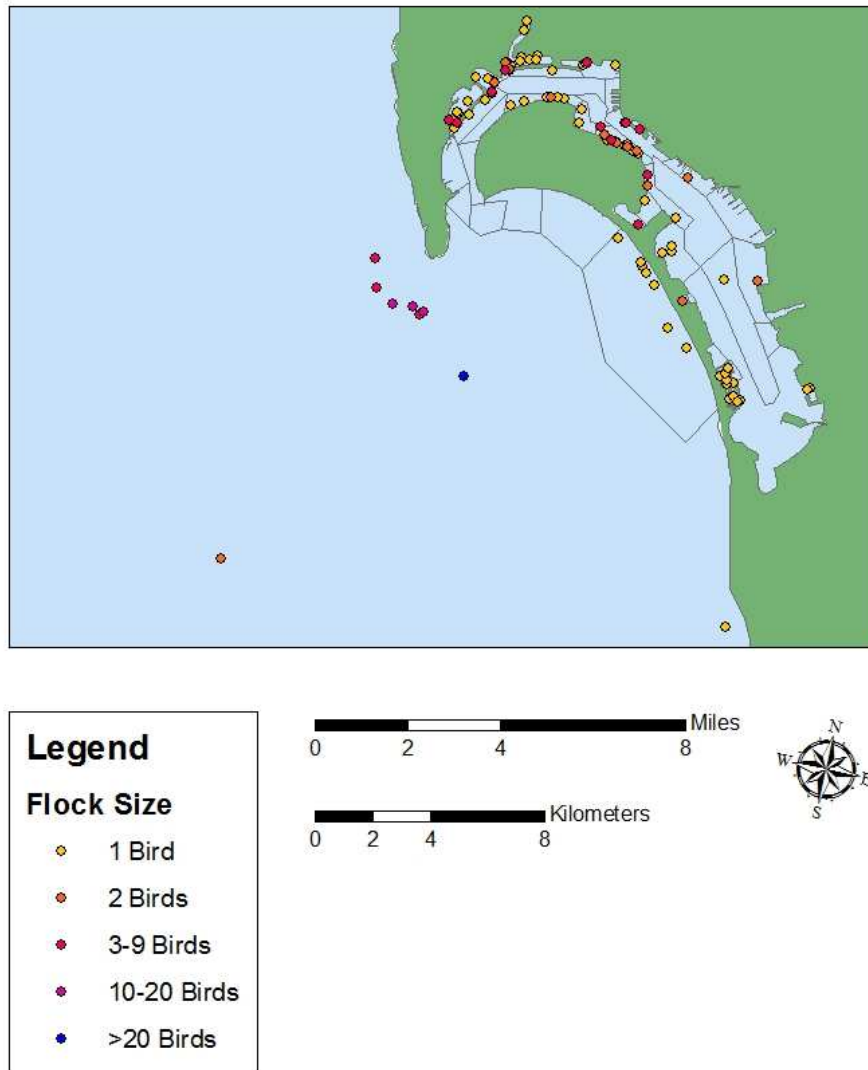 Legend
Flock Size
1 Bird
2 Birds
3-9 Birds
10-20 Birds
>20 Birds
Miles
0 2 4 8
Kilometers
0 2 4 8
N
W E
S